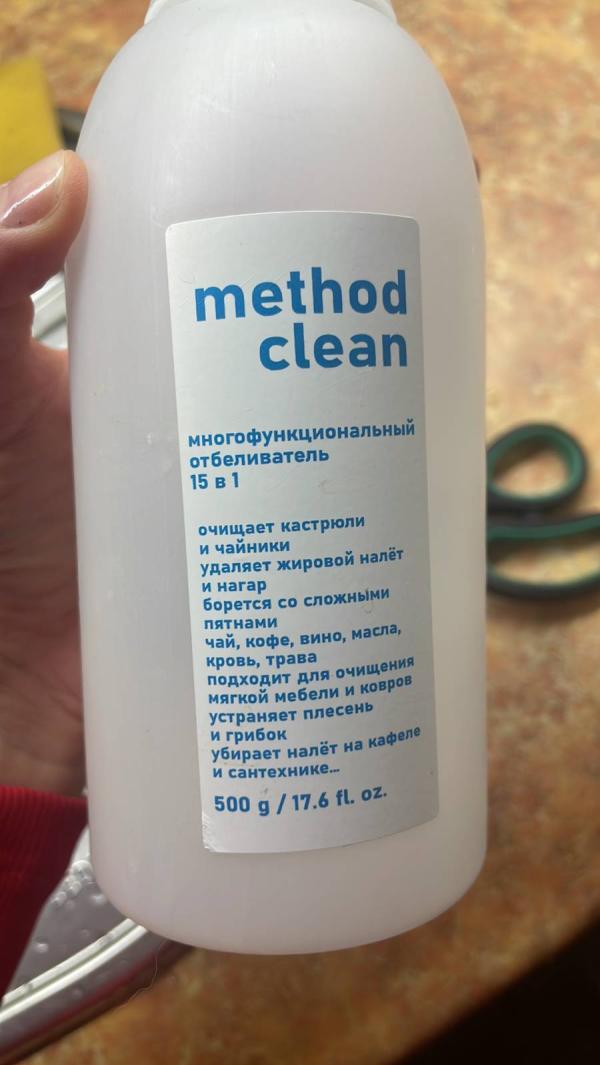 method
clean
многофункциональный
отбеливатель
15 в 1
очищает кастрюли
и чайники
удаляет жировой налёт
и нагар
борется со сложными
пятнами
чай, кофе, вино, масла,
кровь, трава
подходит для очищения
мягкой мебели и ковров
устраняет плесень
и грибок
убирает налёт на кафеле
и сантехнике...
500 g / 17.6 fl. oz.